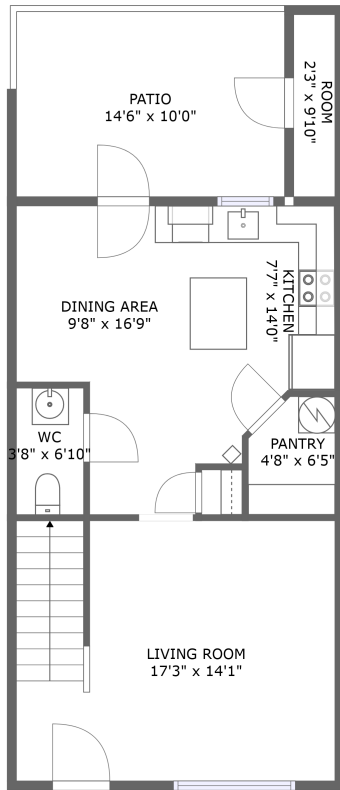 PATIO
14'6" x 10'0"
ROOM
2'3" x 9'10"
DINING AREA
9'8" x 16'9"
KITCHEN
7'7" x 14'0"
WC
3'8" x 6'10"
PANTRY
4'8" x 6'5"
LIVING ROOM
17'3" x 14'1"